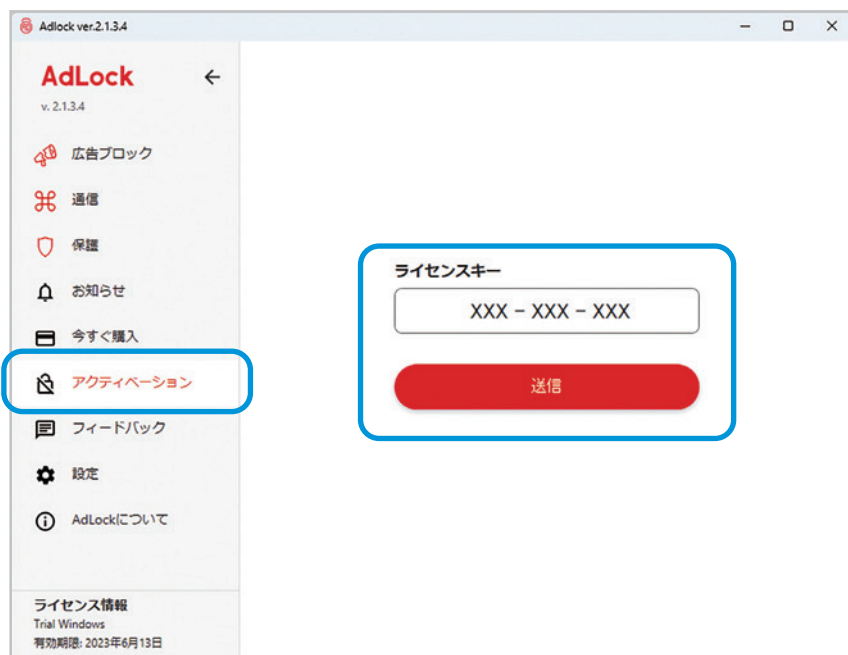 Adlock ver.2.1.3.4
AdLock
v. 2.1.3.4
広告ブロック
通信
保護
お知らせ
今すぐ購入
アクティベーション
フィードバック
設定
AdLockについて
ライセンス情報
Trial Windows
有効期限: 2023年6月13日
ライセンスキー
XXX – XXX – XXX
送信